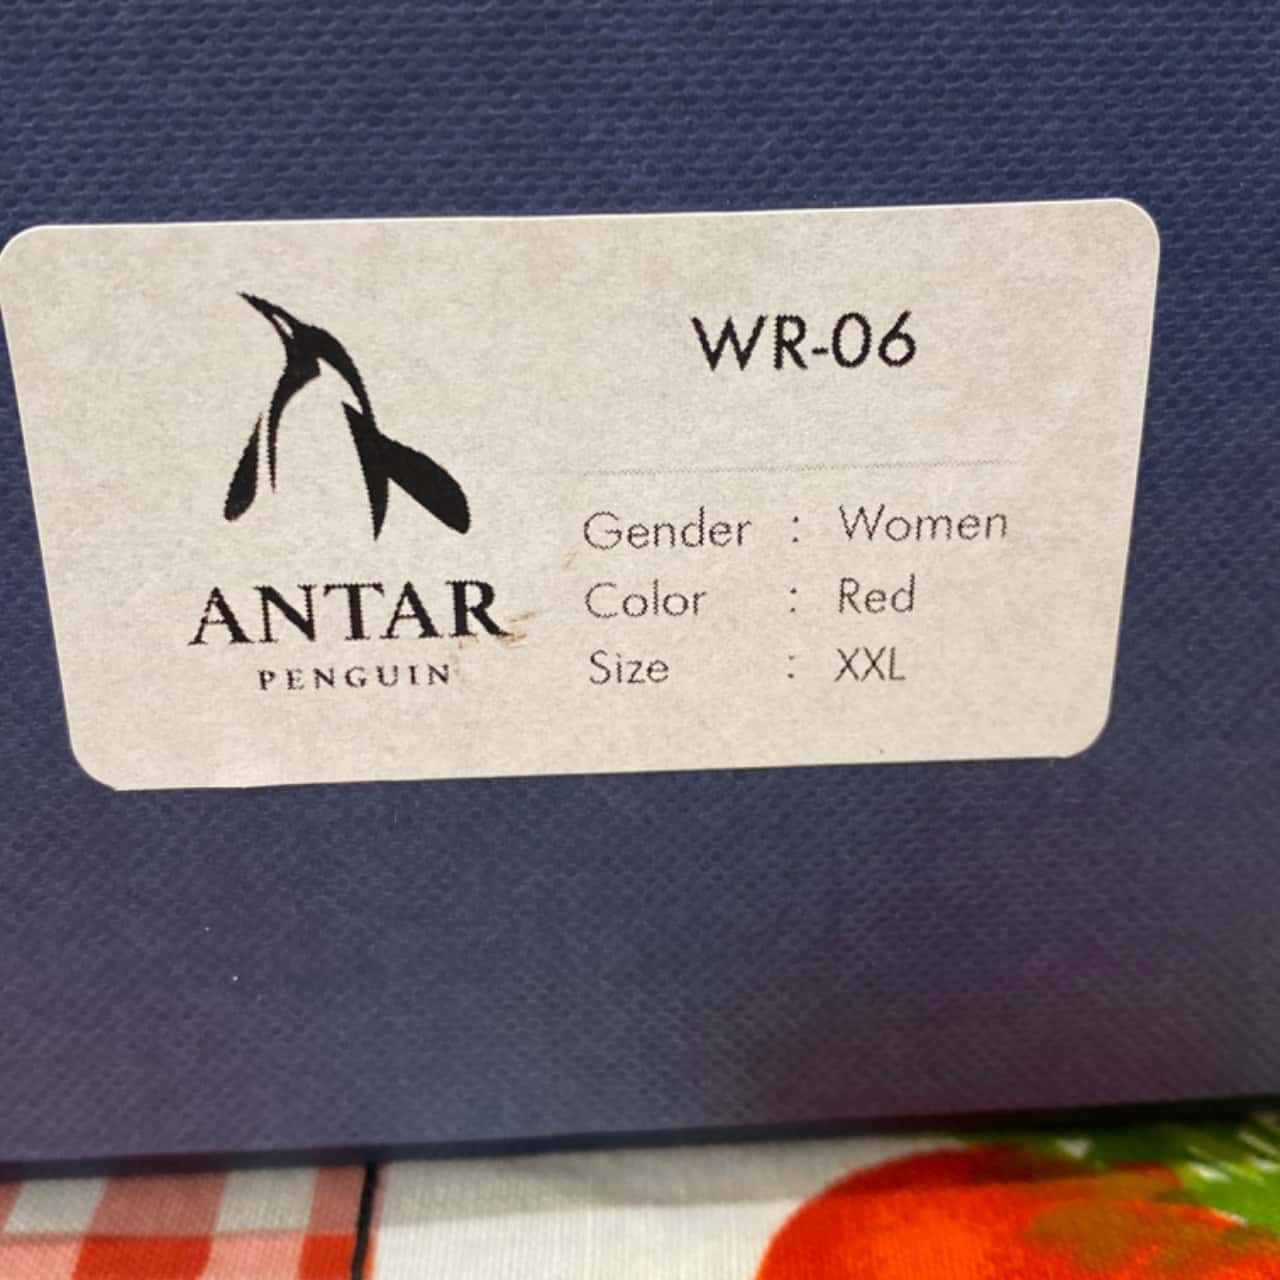 WR-06
Gender : Women
Color : Red
Size : XXL
ANTAR
PENGUIN